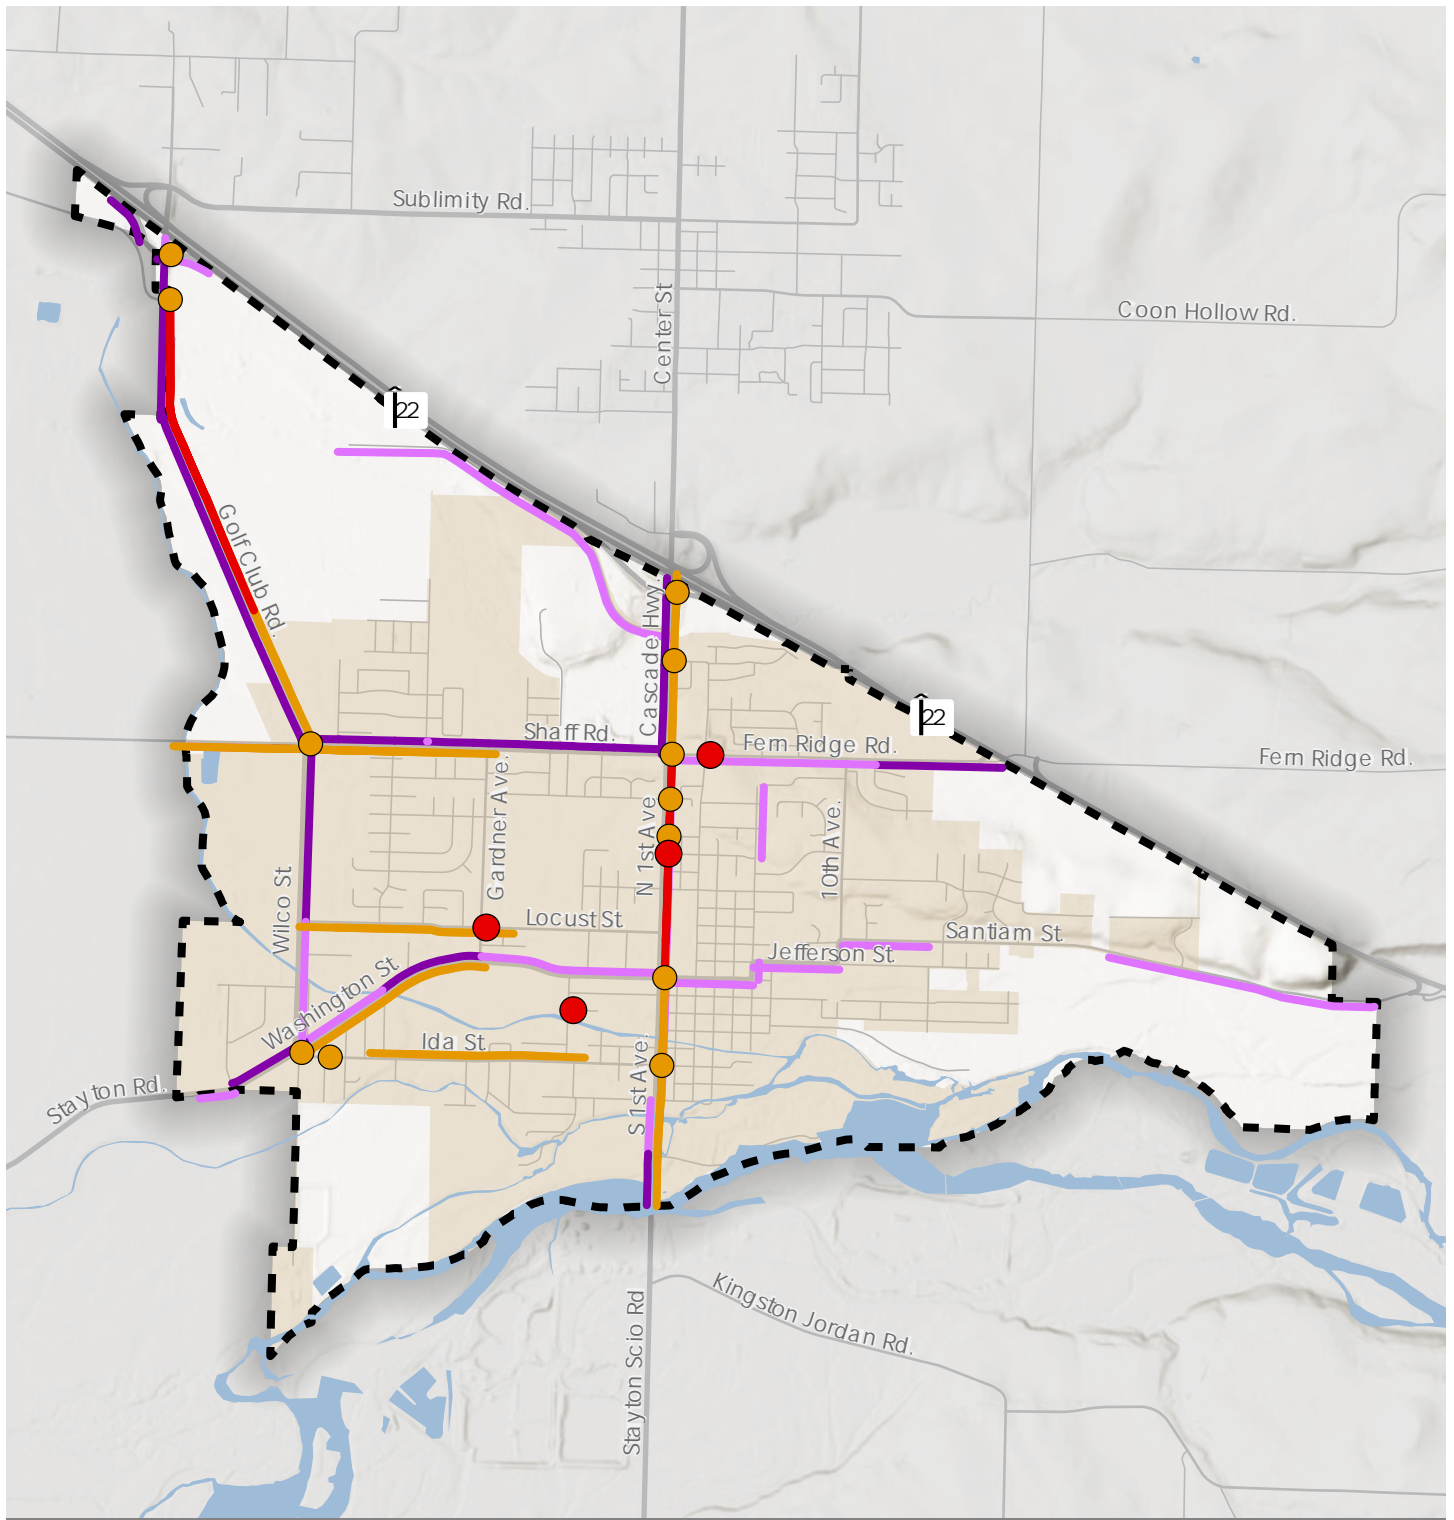 Sublimity Rd.
Center St
Coon Hollow Rd.
22
Golf Club Rd.
Cascade Hwy.
22
Shaff Rd.
Fern Ridge Rd.
Fern Ridge Rd.
Gardner Ave.
N 1st Ave
10th Ave.
Wilco St
Locust St.
Santiam St.
Jefferson St.
Washington St.
Ida St.
S 1st Ave.
Stayton Rd.
Kingston Jordan Rd.
Stayton Scio Rd